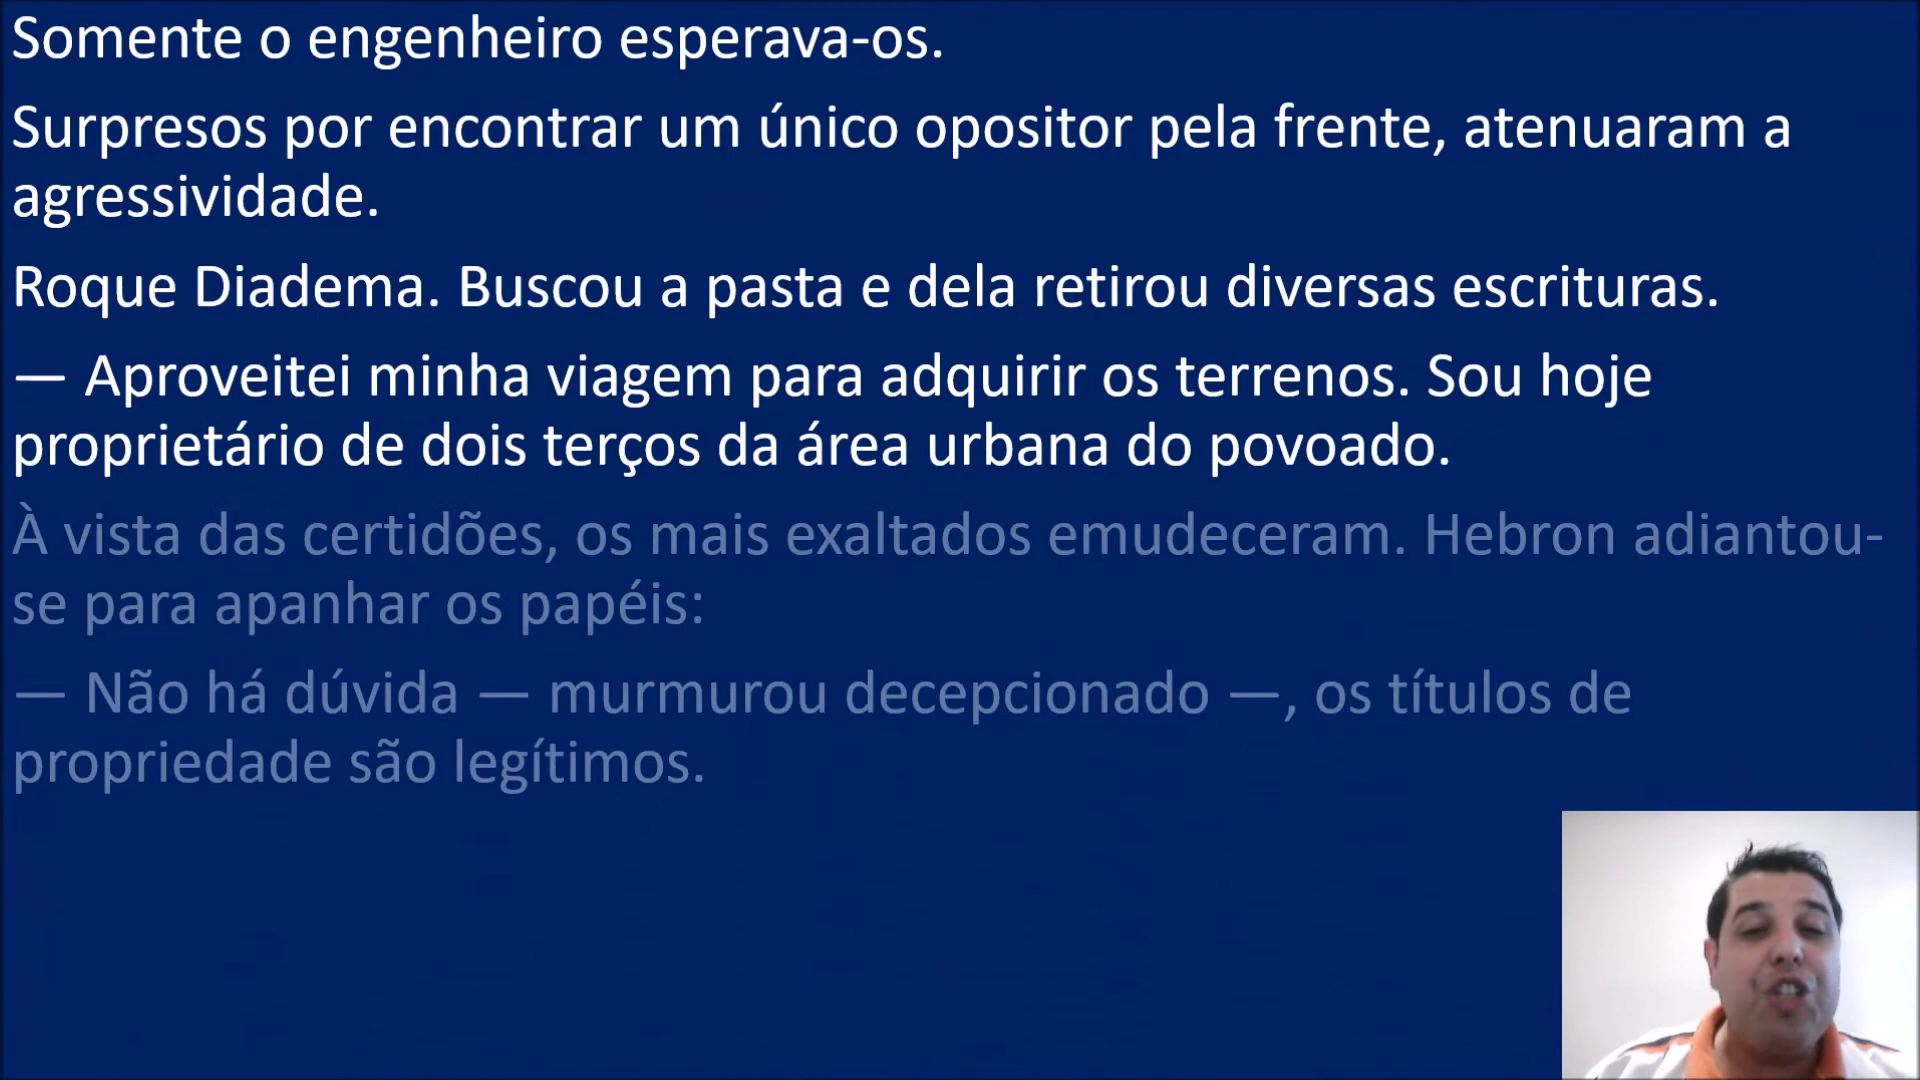 Somente o engenheiro esperava-os.
Surpresos por encontrar um único opositor pela frente, atenuaram a
agressividade.
Roque Diadema. Buscou a pasta e dela retirou diversas escrituras.
— Aproveitei minha viagem para adquirir os terrenos. Sou hoje
proprietário de dois terços da área urbana do povoado.
À vista das certidões, os mais exaltados emudeceram. Hebron adiantou-
se para apanhar os papéis:
— Não há dúvida — murmurou decepcionado —, os títulos de
propriedade são legítimos.